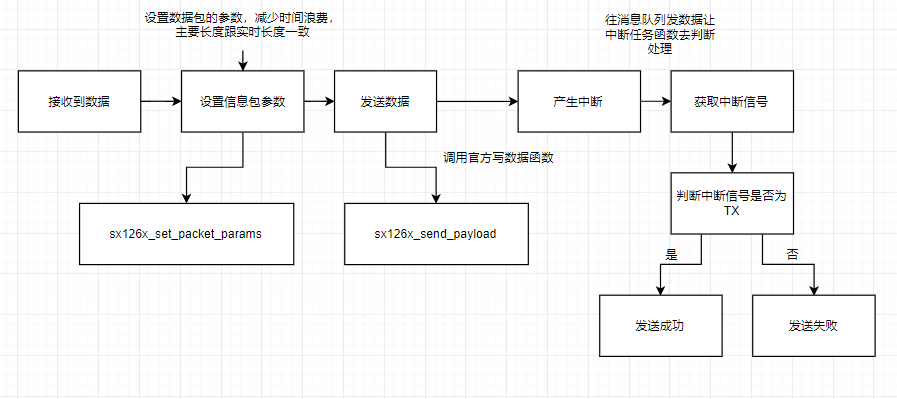 设置数据包的参数，减少时间浪费，
主要长度跟实时长度一致
往消息队列发数据让
中断任务函数去判断
处理
接收到数据
设置信息包参数
发送数据
产生中断
获取中断信号
调用官方写数据函数
sx126x_set_packet_params
sx126x_send_payload
判断中断信号是否为
TX
是
否
发送成功
发送失败